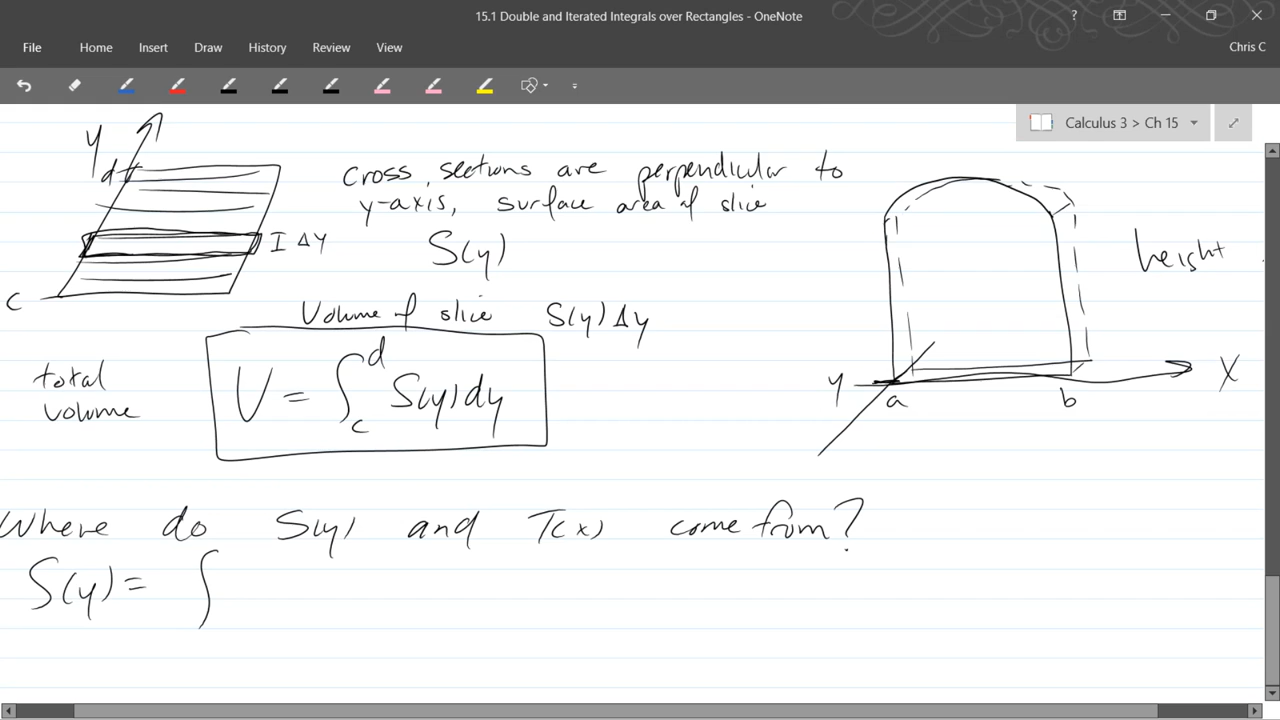 15.1 Double and Iterated Integrals over Rectangles - OneNote
File Home Insert Draw History Review View
Chris C
Calculus 3 > Ch 15
y
d
cross sections are perpendicular to
y-axis, surface area of slice
I Δy
S(y)
c
height
Volume of slice S(y) Δy
total
volume
V = ∫_c^d S(y) dy
y
a
b
X
Where do S(y) and T(x) come from?
S(y) = ∫